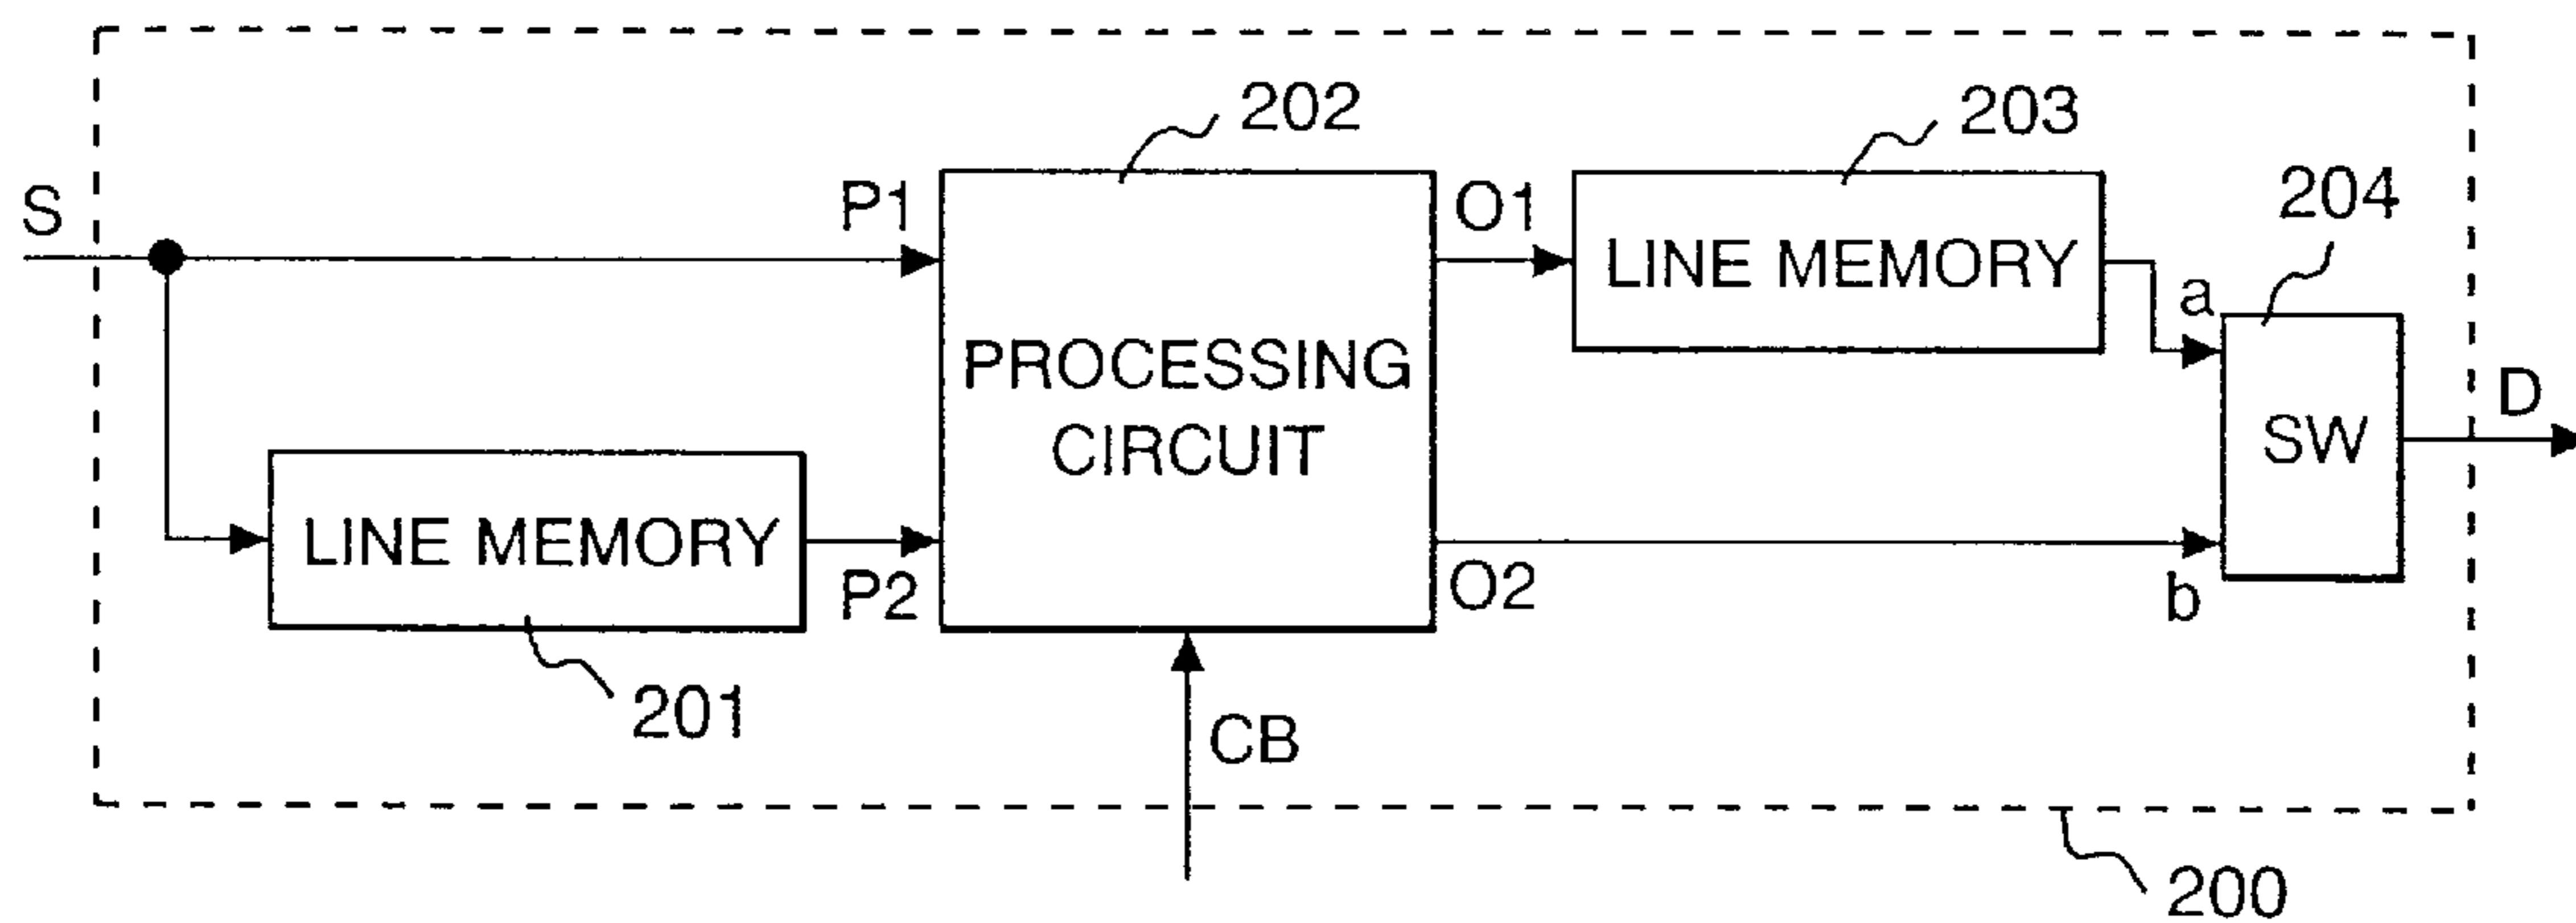 202
203
204
S
P1
O1
LINE MEMORY
a
PROCESSING
CIRCUIT
SW
D
LINE MEMORY
P2
O2
b
201
CB
200